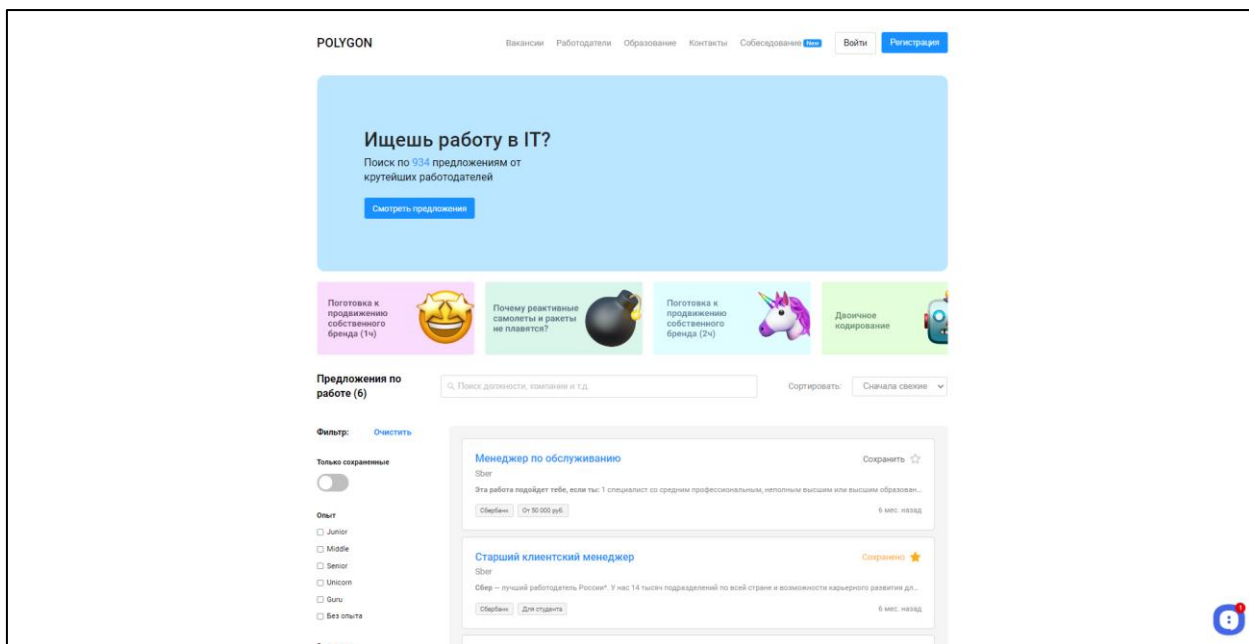 POLYGON
Вакансии Работодатели Образование Контакты Собеседование New Войти Регистрация
Ищешь работу в IT?
Поиск по 934 предложениям от
крутейших работодателей
Смотреть предложения
Поготовка к
продвижению
собственного
бренда (1ч)
Почему реактивные
самолеты и ракеты
не плавятся?
Поготовка к
продвижению
собственного
бренда (2ч)
Двоичное
кодирование
Предложения по
работе (6)
Поиск должности, компании и т.д.
Сортировать: Сначала свежие
Фильтр: Очистить
Только сохраненные
Опыт
Junior
Middle
Senior
Unicorn
Guru
Без опыта
Менеджер по обслуживанию Сохранить
Sber
Эта работа подойдет тебе, если ты: 1 специалист со средним профессиональным, неполным высшим или высшим образован...
Сбербанк От 50 000 руб. 6 мес. назад
Старший клиентский менеджер Сохранено
Sber
Сбер — лучший работодатель России*. У нас 14 тысяч подразделений по всей стране и возможности карьерного развития дл...
Сбербанк Для студента 6 мес. назад